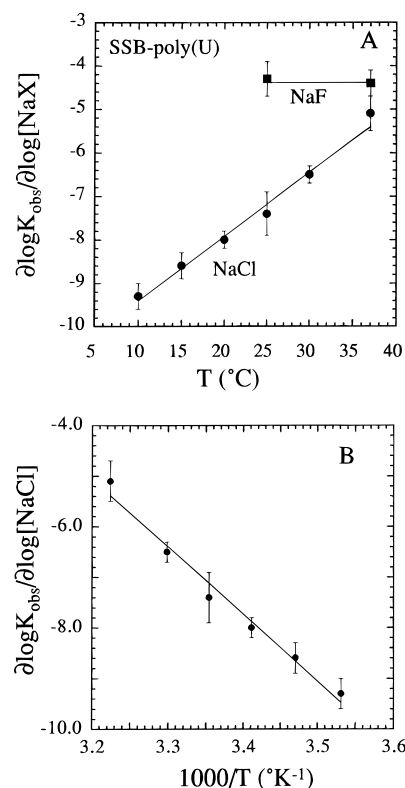 SSB-poly(U)
A
∂logK_obs/∂log[NaX]
-3
-4
-5
-6
-7
-8
-9
-10
NaF
NaCl
5 10 15 20 25 30 35 40
T (˚C)
B
∂logK_obs/∂log[NaCl]
-4.0
-6.0
-8.0
-10.0
3.2 3.3 3.4 3.5 3.6
1000/T (˚K⁻¹)